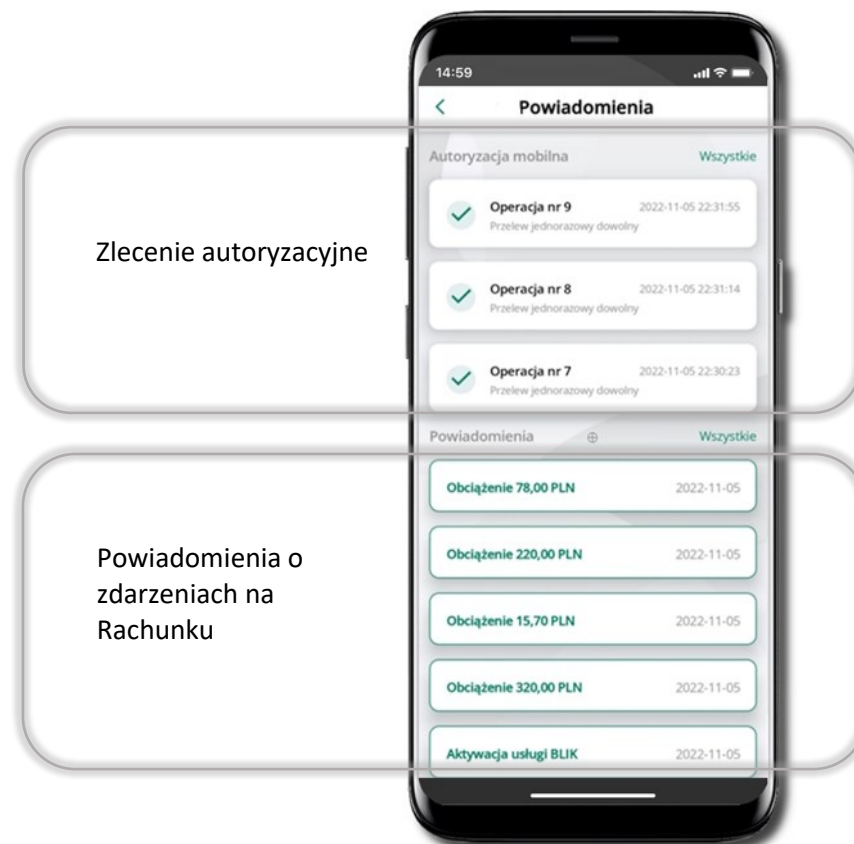 14:59
Powiadomienia
Autoryzacja mobilna Wszystkie
Operacja nr 9 2022-11-05 22:31:55
Przelew jednorazowy dowolny
Zlecenie autoryzacyjne
Operacja nr 8 2022-11-05 22:31:14
Przelew jednorazowy dowolny
Operacja nr 7 2022-11-05 22:30:23
Przelew jednorazowy dowolny
Powiadomienia Wszystkie
Obciążenie 78,00 PLN 2022-11-05
Powiadomienia o
zdarzeniach na
Rachunku
Obciążenie 220,00 PLN 2022-11-05
Obciążenie 15,70 PLN 2022-11-05
Obciążenie 320,00 PLN 2022-11-05
Aktywacja usługi BLIK 2022-11-05